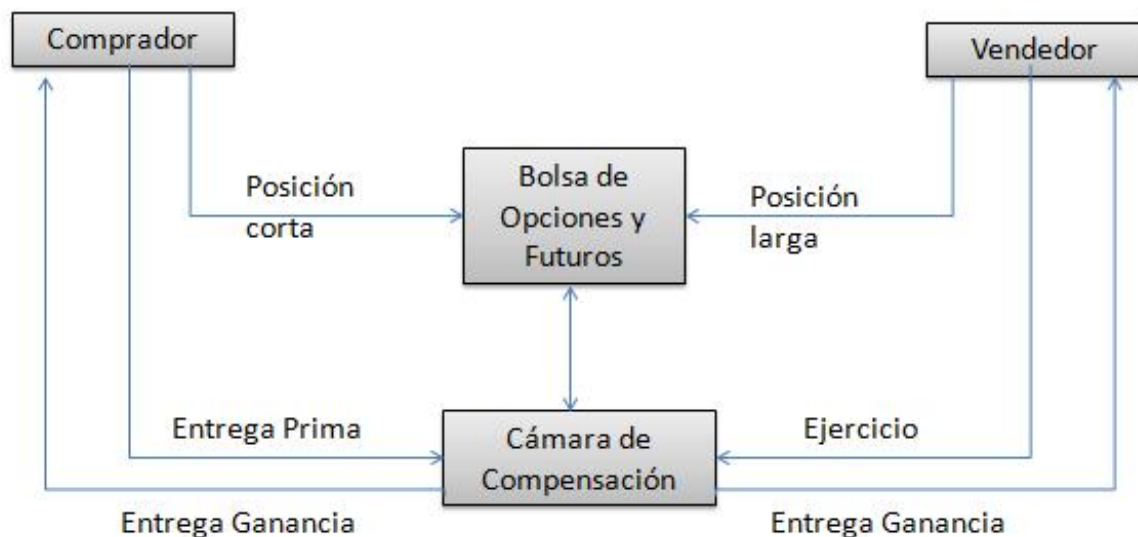 Comprador
Vendedor
Bolsa de
Opciones y
Futuros
Posición
corta
Posición
larga
Entrega Prima
Cámara de
Compensación
Ejercicio
Entrega Ganancia
Entrega Ganancia